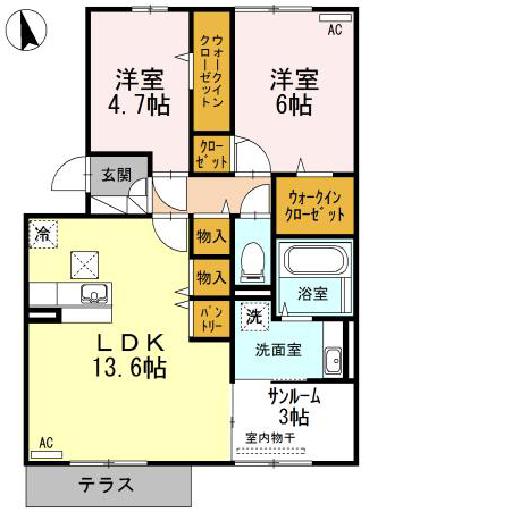 AC
洋室
4.7帖
ウォークイン
クローゼット
洋室
6帖
クロー
ゼット
玄関
ウォークイン
クローゼット
冷
物入
物入
浴室
パン
トリー
洗
洗面室
LDK
13.6帖
サンルーム
3帖
室内物干
AC
テラス